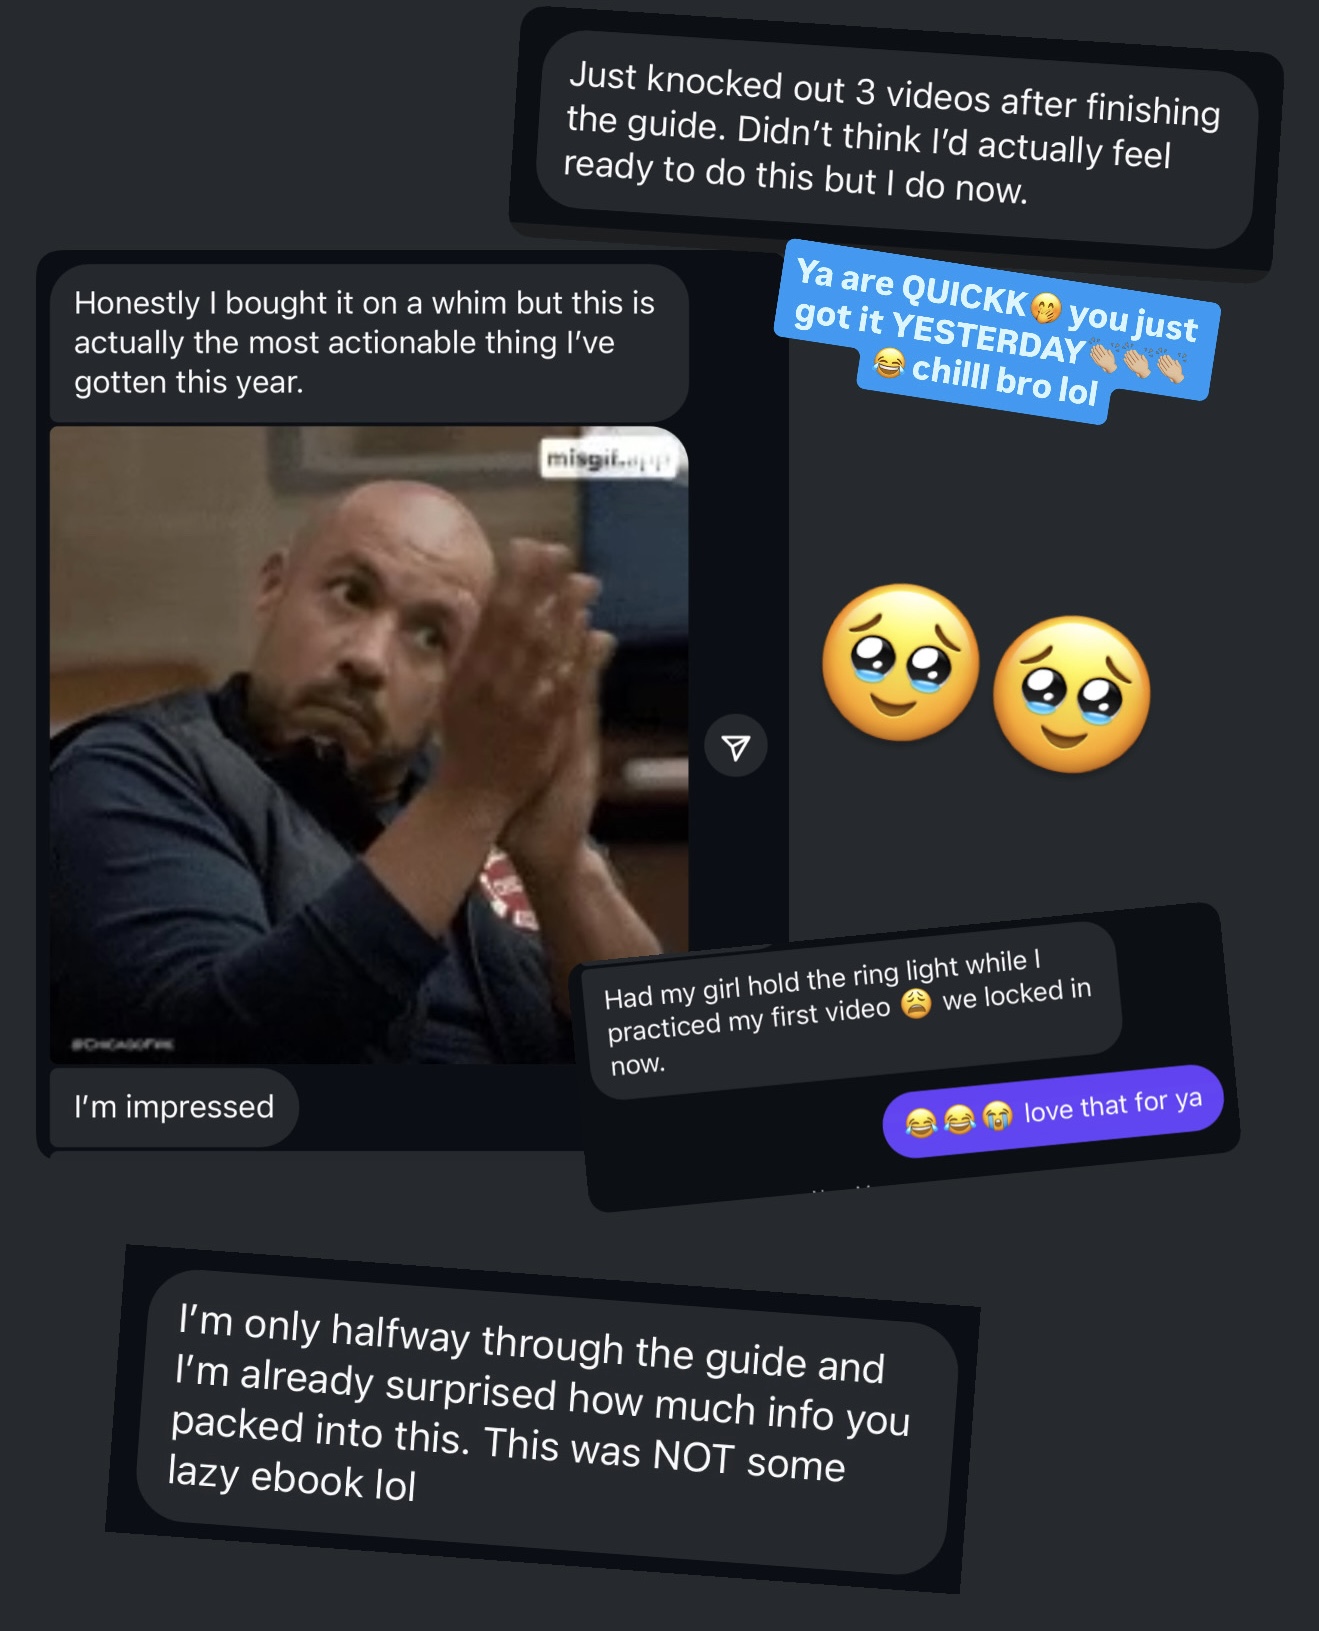 Just knocked out 3 videos after finishing
the guide. Didn't think I'd actually feel
ready to do this but I do now.
Ya are QUICKK🤭 you just
got it YESTERDAY👏🏼👏🏼👏🏼
😂 chilll bro lol
Honestly I bought it on a whim but this is
actually the most actionable thing I've
gotten this year.
@CHICAGOFIRE
I'm impressed
Had my girl hold the ring light while I
practiced my first video 😩 we locked in
now.
😂😂😭 love that for ya
I'm only halfway through the guide and
I'm already surprised how much info you
packed into this. This was NOT some
lazy ebook lol